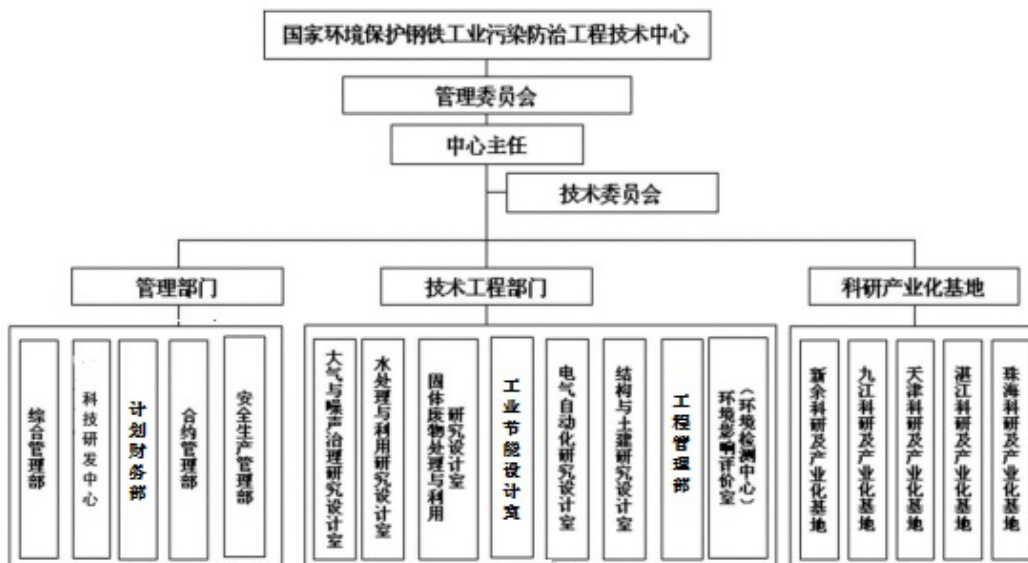 国家环境保护钢铁工业污染防治工程技术中心
管理委员会
中心主任
技术委员会
管理部门
技术工程部门
科研产业化基地
综合管理部
科技研发中心
计划财务部
合约管理部
安全生产管理部
大气与噪声治理研究设计室
水处理与利用研究设计室
固体废物处理与利用
研究设计室
工业节能设计室
电气自动化研究设计室
结构与土建研究设计室
工程管理部
环境影响评价室
（环境检测中心）
新余科研及产业化基地
九江科研及产业化基地
天津科研及产业化基地
湛江科研及产业化基地
珠海科研及产业化基地